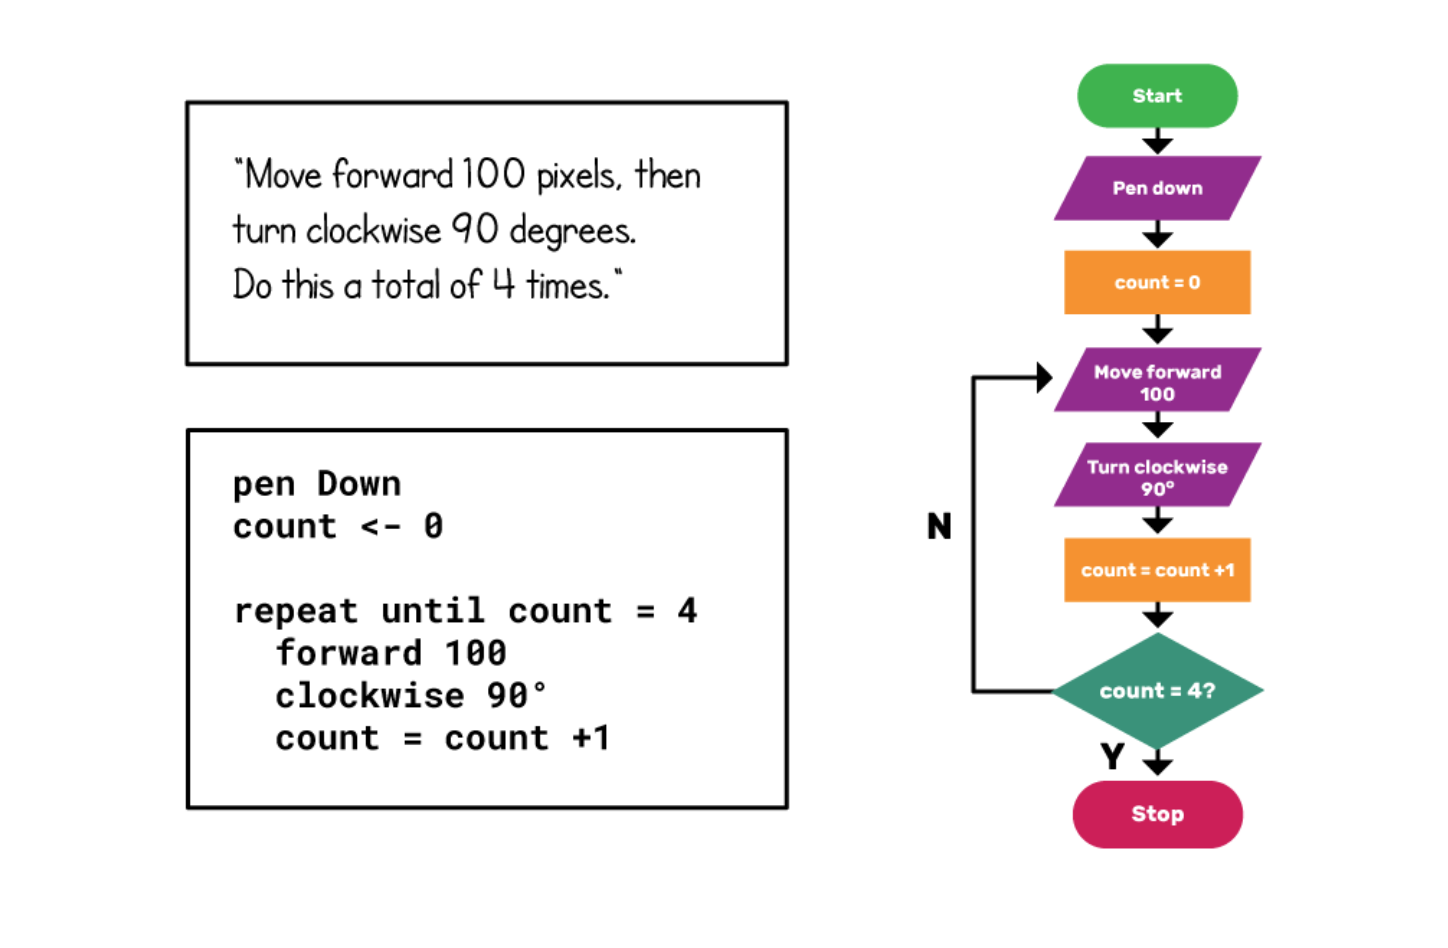 "Move forward 100 pixels, then
turn clockwise 90 degrees.
Do this a total of 4 times."
pen Down
count <- 0
repeat until count = 4
forward 100
clockwise 90°
count = count +1
Start
Pen down
count = 0
Move forward
100
Turn clockwise
90°
count = count +1
N
count = 4?
Y
Stop